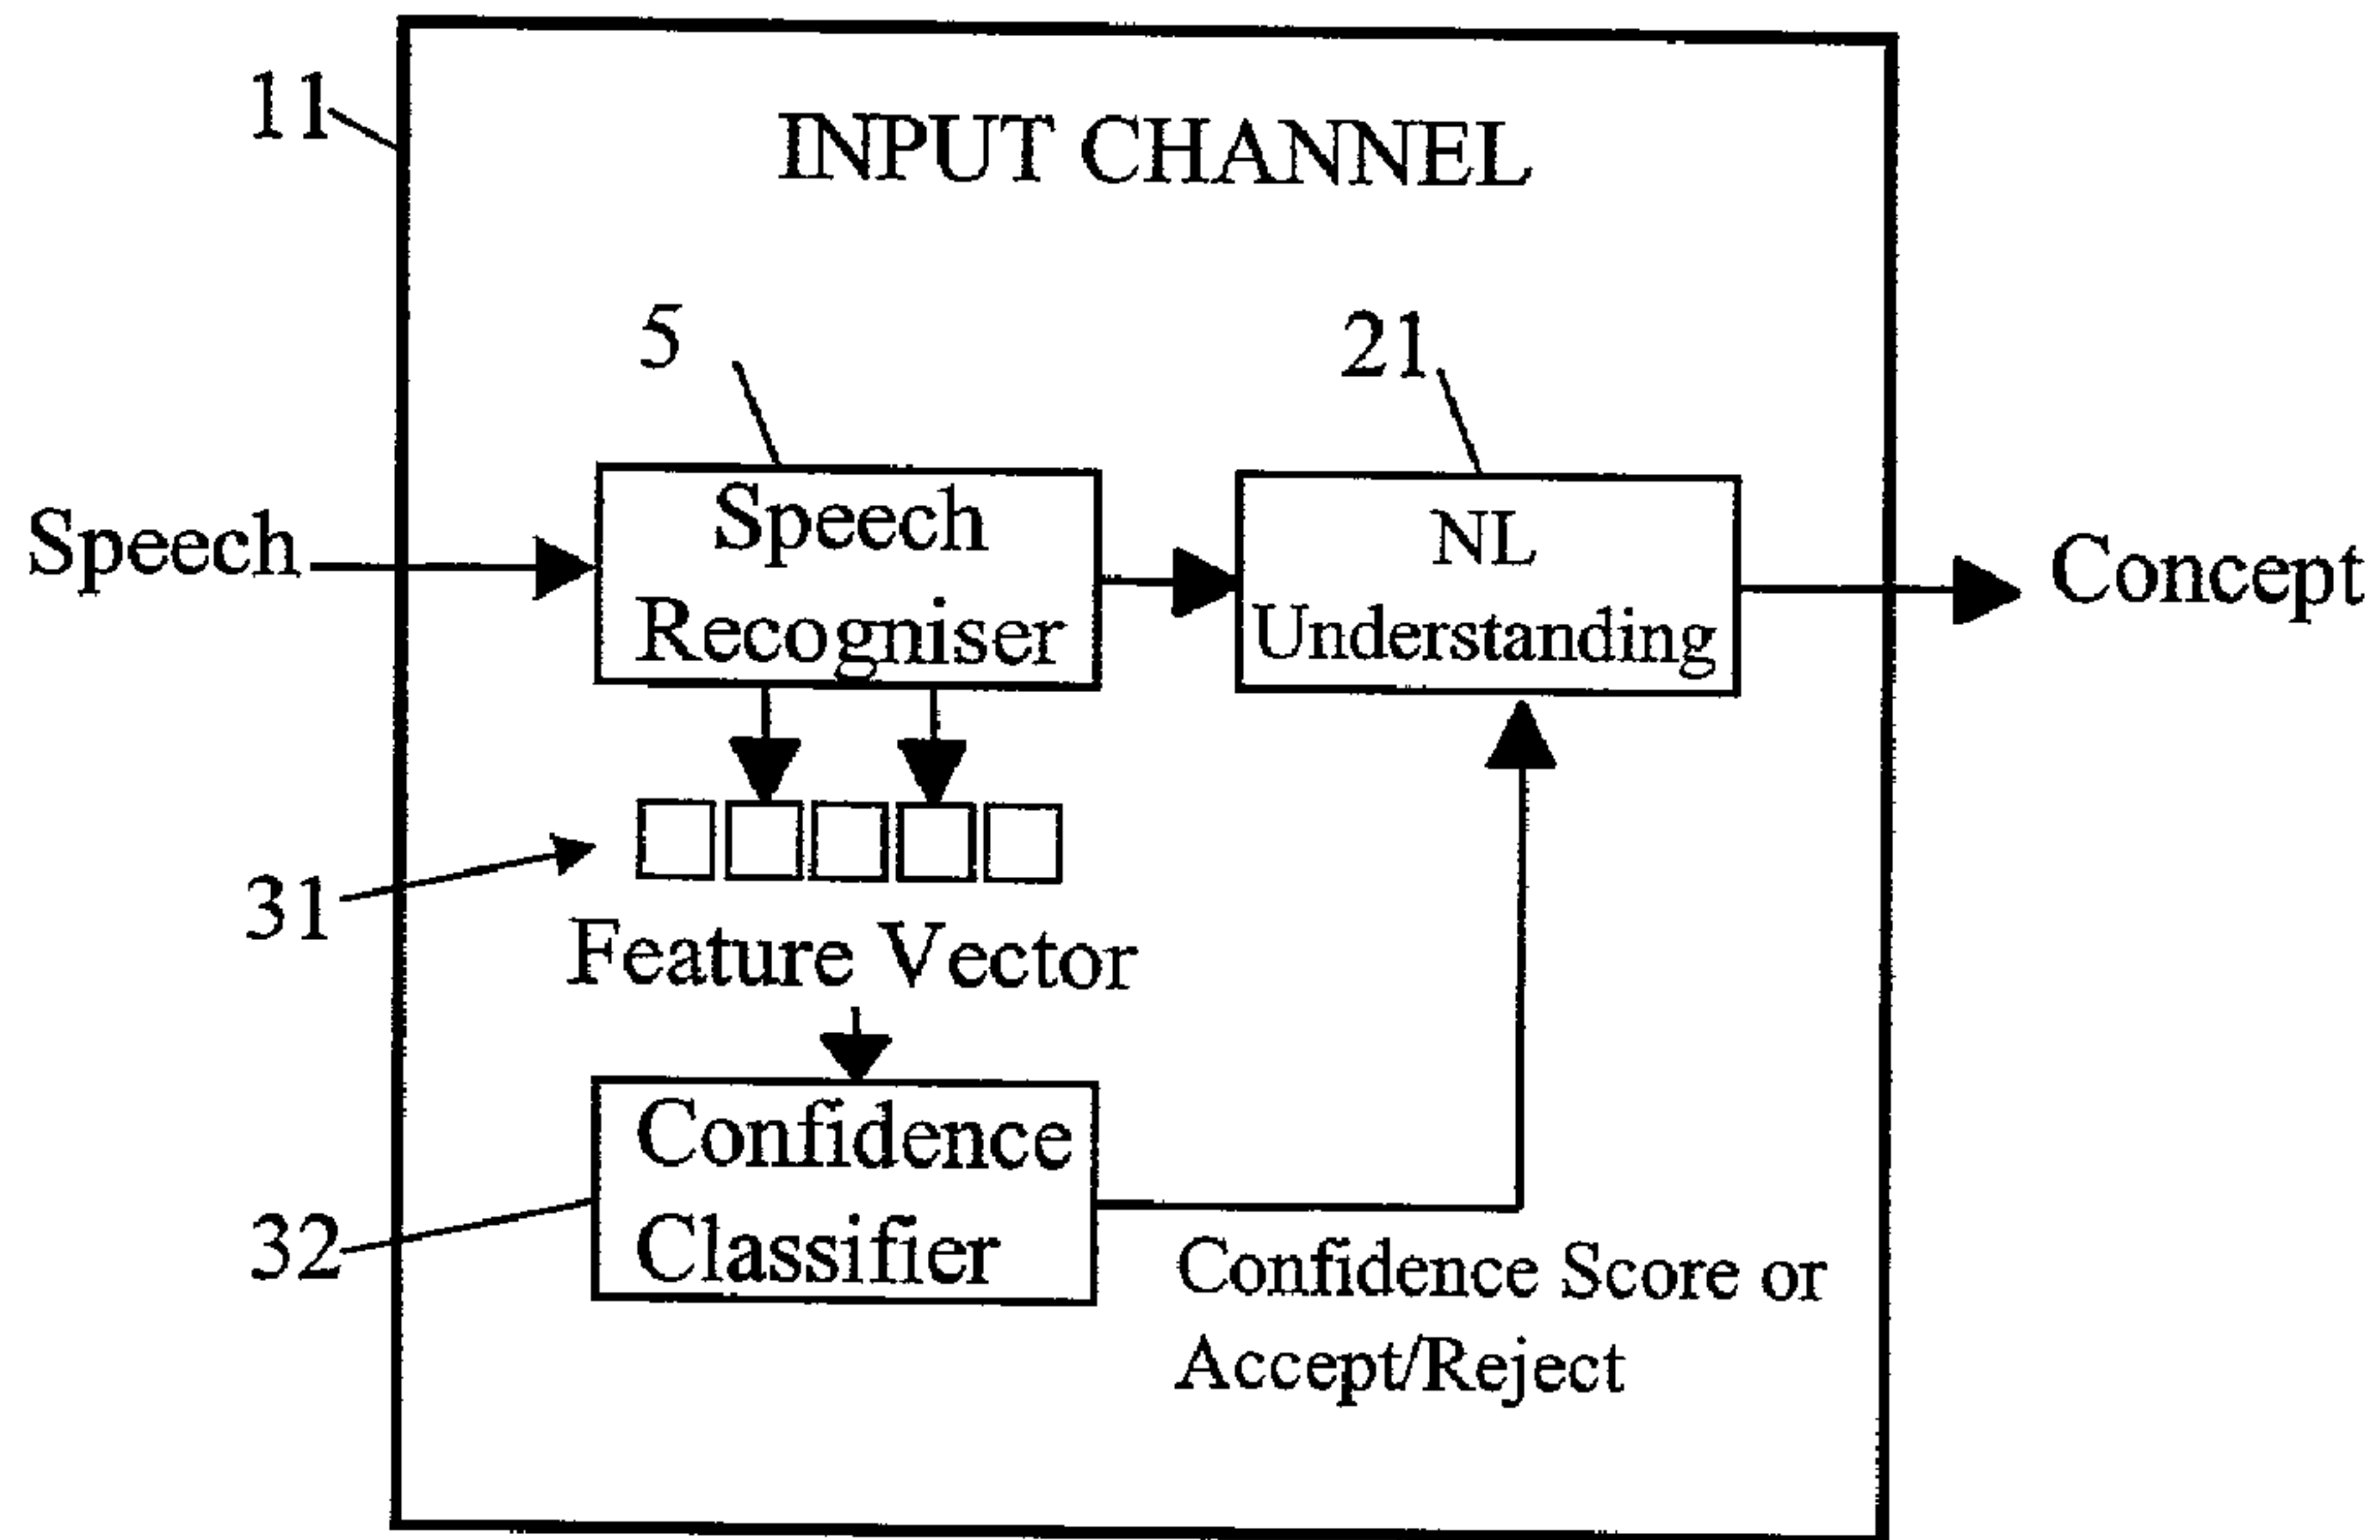 11
INPUT CHANNEL
5
21
Speech
Speech
Recogniser
NL
Understanding
Concept
31
Feature Vector
32
Confidence
Classifier
Confidence Score or
Accept/Reject